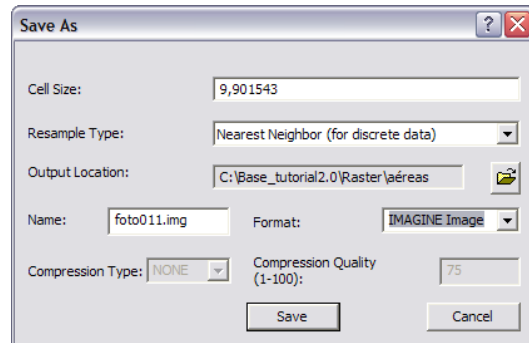 Save As
Cell Size: 9,901543
Resample Type: Nearest Neighbor (for discrete data)
Output Location: C:\Base_tutorial2.0\Raster\aéreas
Name: foto011.img Format: IMAGINE Image
Compression Type: NONE Compression Quality
(1-100): 75
Save Cancel